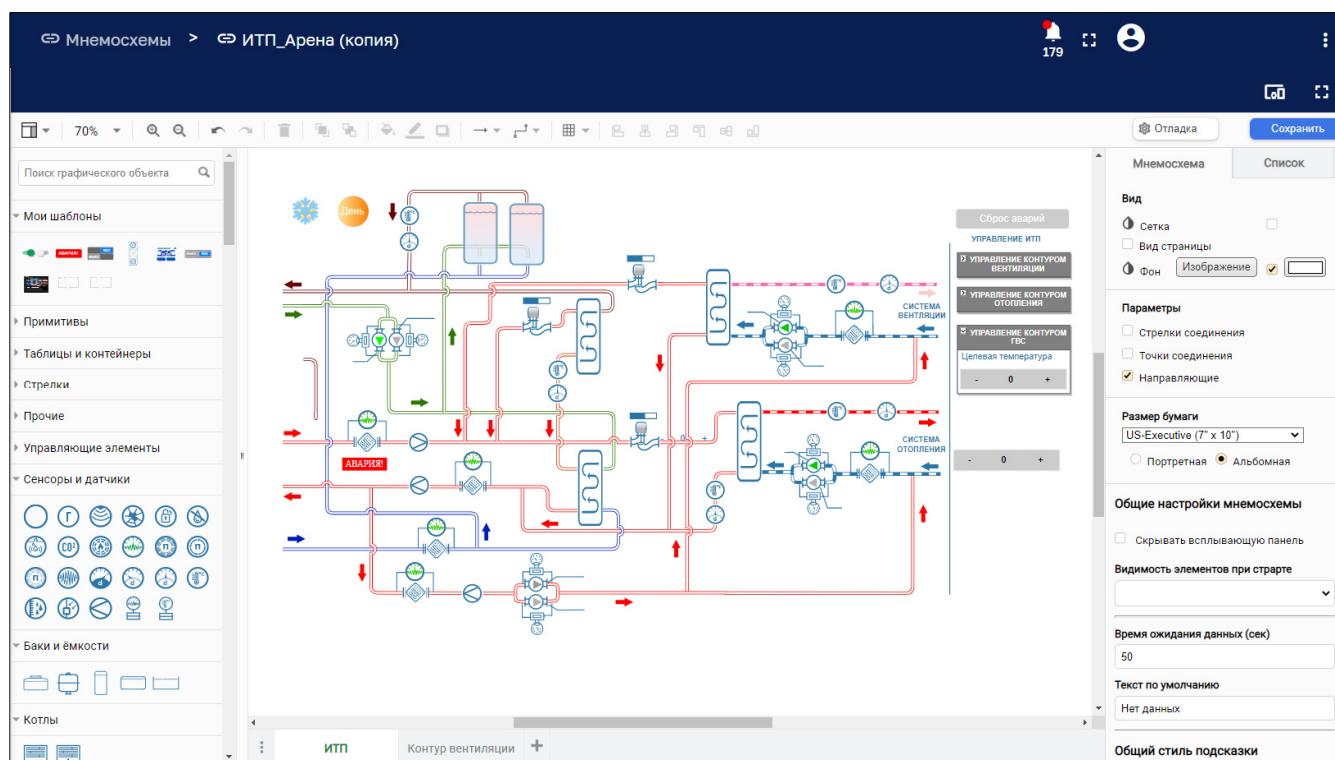 Мнемосхемы > ИТП_Арена (копия)
179
70%
Отладка
Сохранить
Поиск графического объекта
Мои шаблоны
АВАРИЯ!
Примитивы
Таблицы и контейнеры
Стрелки
Прочие
Управляющие элементы
Сенсоры и датчики
Баки и ёмкости
Котлы
День
АВАРИЯ!
- 0 +
Сброс аварий
УПРАВЛЕНИЕ ИТП
УПРАВЛЕНИЕ КОНТУРОМ
ВЕНТИЛЯЦИИ
УПРАВЛЕНИЕ КОНТУРОМ
ОТОПЛЕНИЯ
УПРАВЛЕНИЕ КОНТУРОМ
ГВС
Целевая температура
- 0 +
СИСТЕМА
ВЕНТЛЯЦИИ
СИСТЕМА
ОТОПЛЕНИЯ
- 0 +
ИТП
Контур вентиляции
+
Мнемосхема
Список
Вид
Сетка
Вид страницы
Фон
Изображение
Параметры
Стрелки соединения
Точки соединения
Направляющие
Размер бумаги
US-Executive (7" x 10")
Портретная
Альбомная
Общие настройки мнемосхемы
Скрывать всплывающую панель
Видимость элементов при страрте
Время ожидания данных (сек)
50
Текст по умолчанию
Нет данных
Общий стиль подсказки